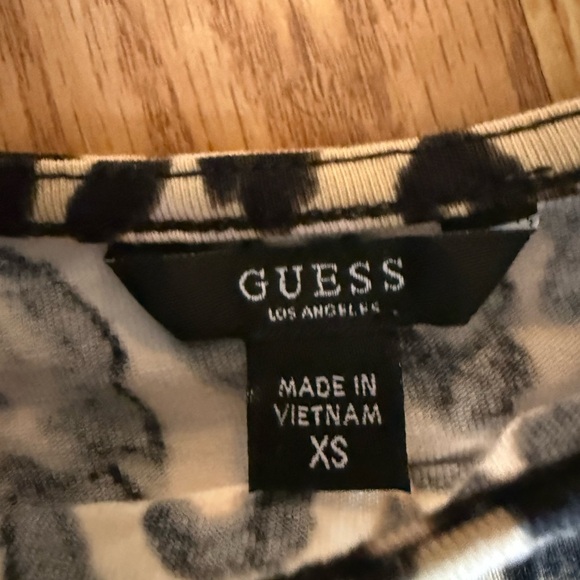 GUESS
LOS ANGELES
MADE IN
VIETNAM
XS